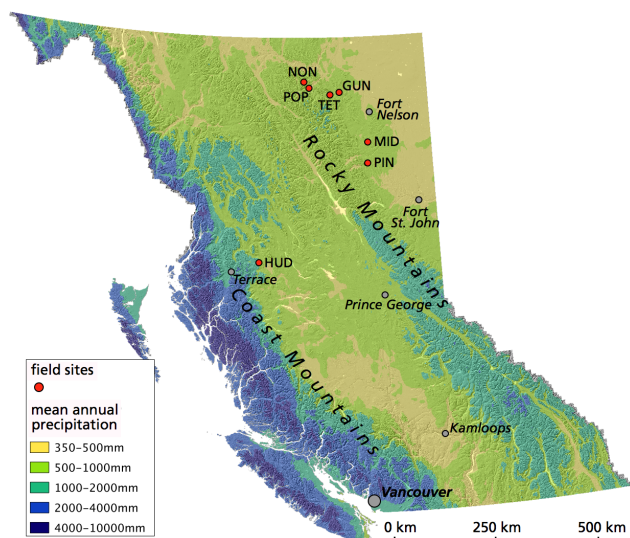 NON
GUN
POP
TET
Fort
Nelson
MID
PIN
Rocky Mountains
Fort
St. John
HUD
Terrace
Prince George
Coast Mountains
field sites
mean annual
precipitation
350–500mm
500–1000mm
1000–2000mm
2000–4000mm
4000–10000mm
Kamloops
Vancouver
0 km 250 km 500 km